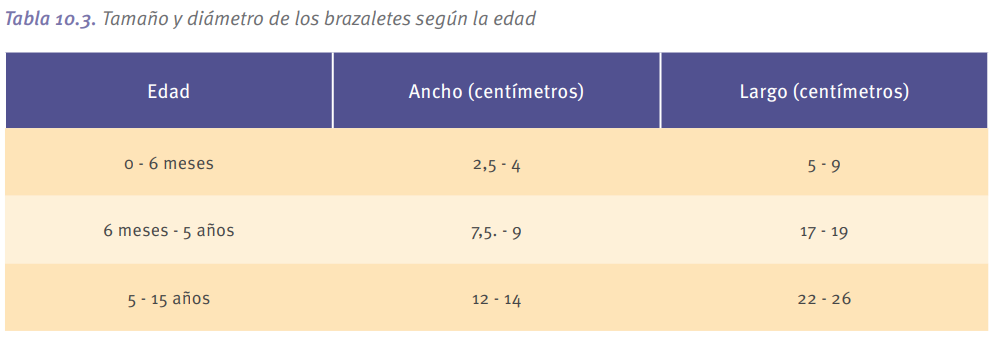 Tabla 10.3. Tamaño y diámetro de los brazaletes según la edad
Edad Ancho (centímetros) Largo (centímetros)
0 - 6 meses 2,5 - 4 5 - 9
6 meses - 5 años 7,5. - 9 17 - 19
5 - 15 años 12 - 14 22 - 26